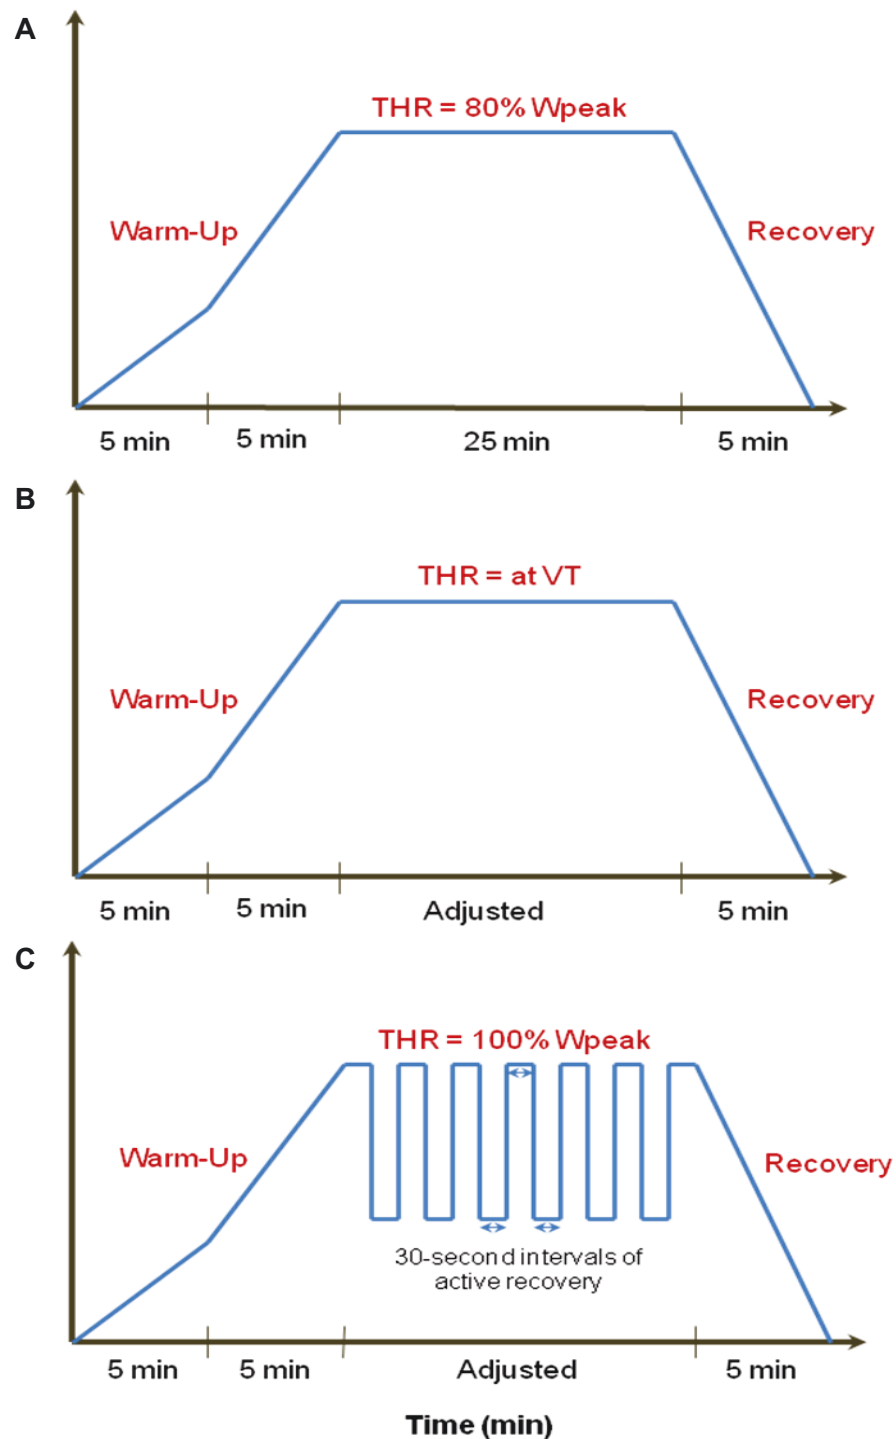 A
THR = 80% Wpeak
Warm-Up
Recovery
5 min
5 min
25 min
5 min
B
THR = at VT
Warm-Up
Recovery
5 min
5 min
Adjusted
5 min
C
THR = 100% Wpeak
Warm-Up
Recovery
30-second intervals of
active recovery
5 min
5 min
Adjusted
5 min
Time (min)